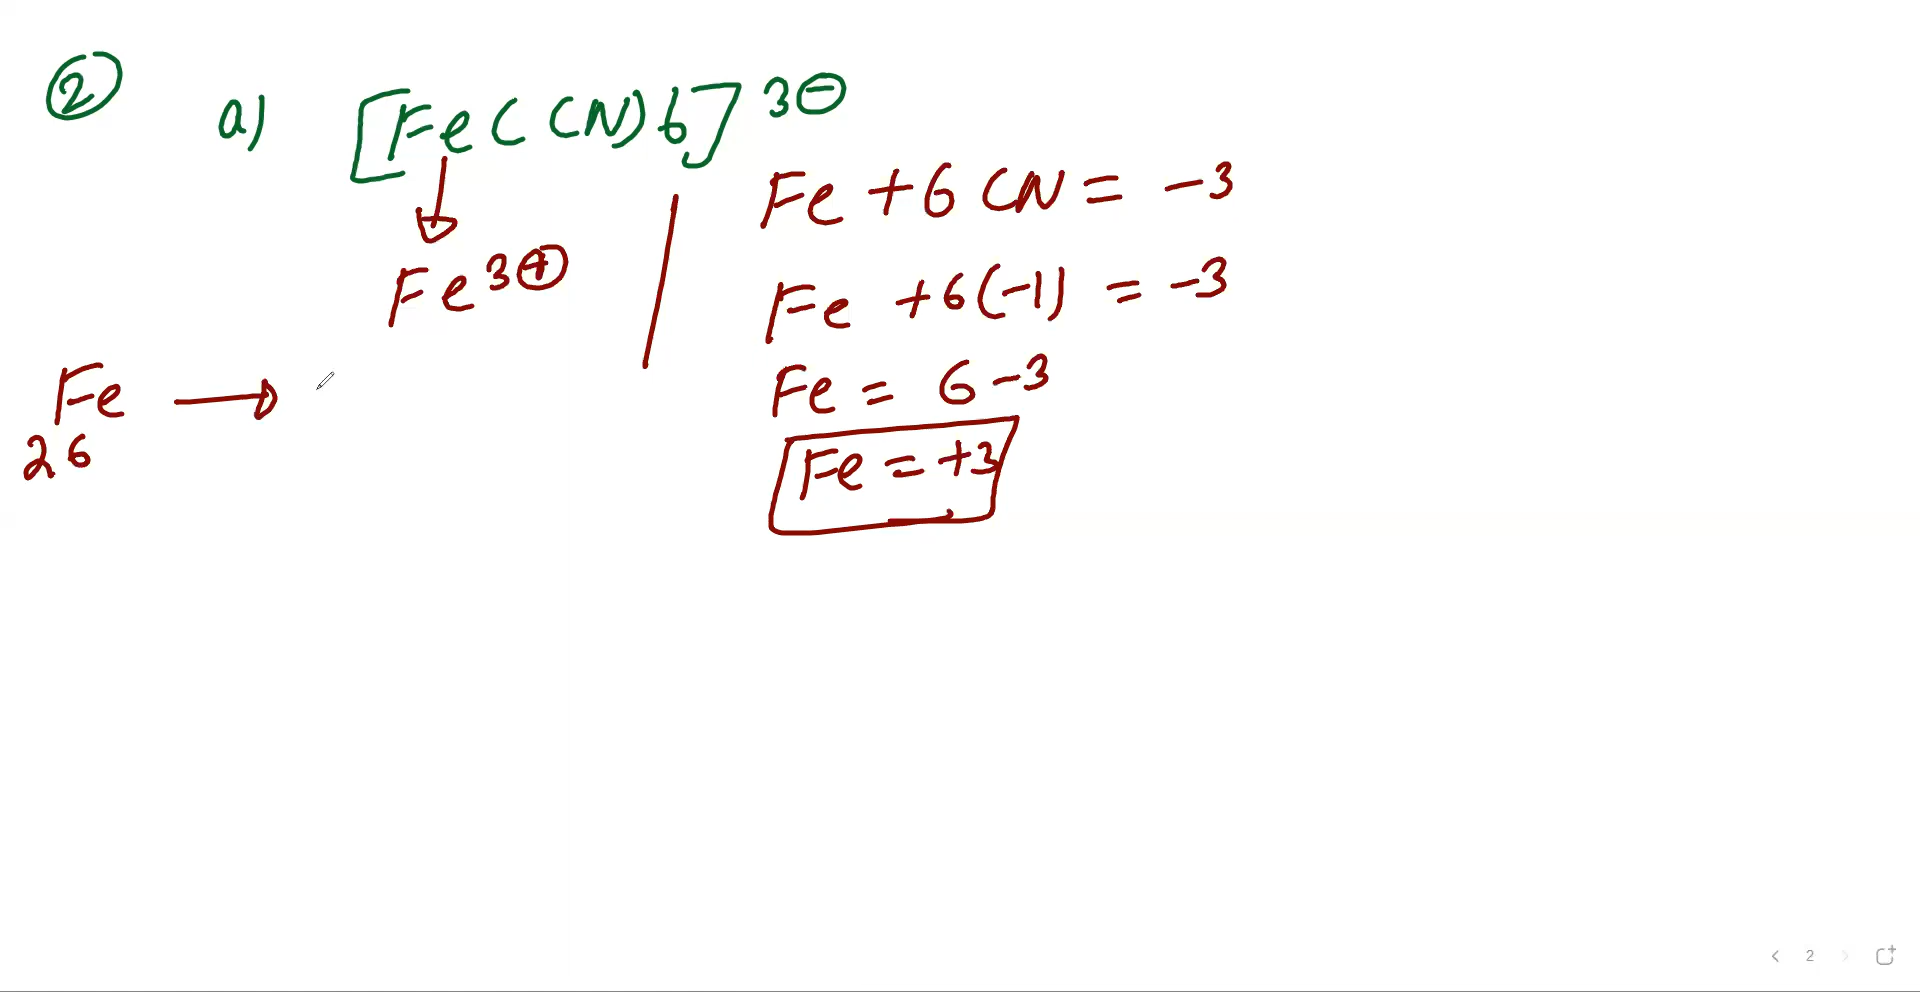 ②
a) [Fe(CN)6]3⊖
Fe3⊕
Fe + 6 CN = -3
Fe + 6(-1) = -3
Fe = 6 - 3
Fe = +3
Fe →
26
2